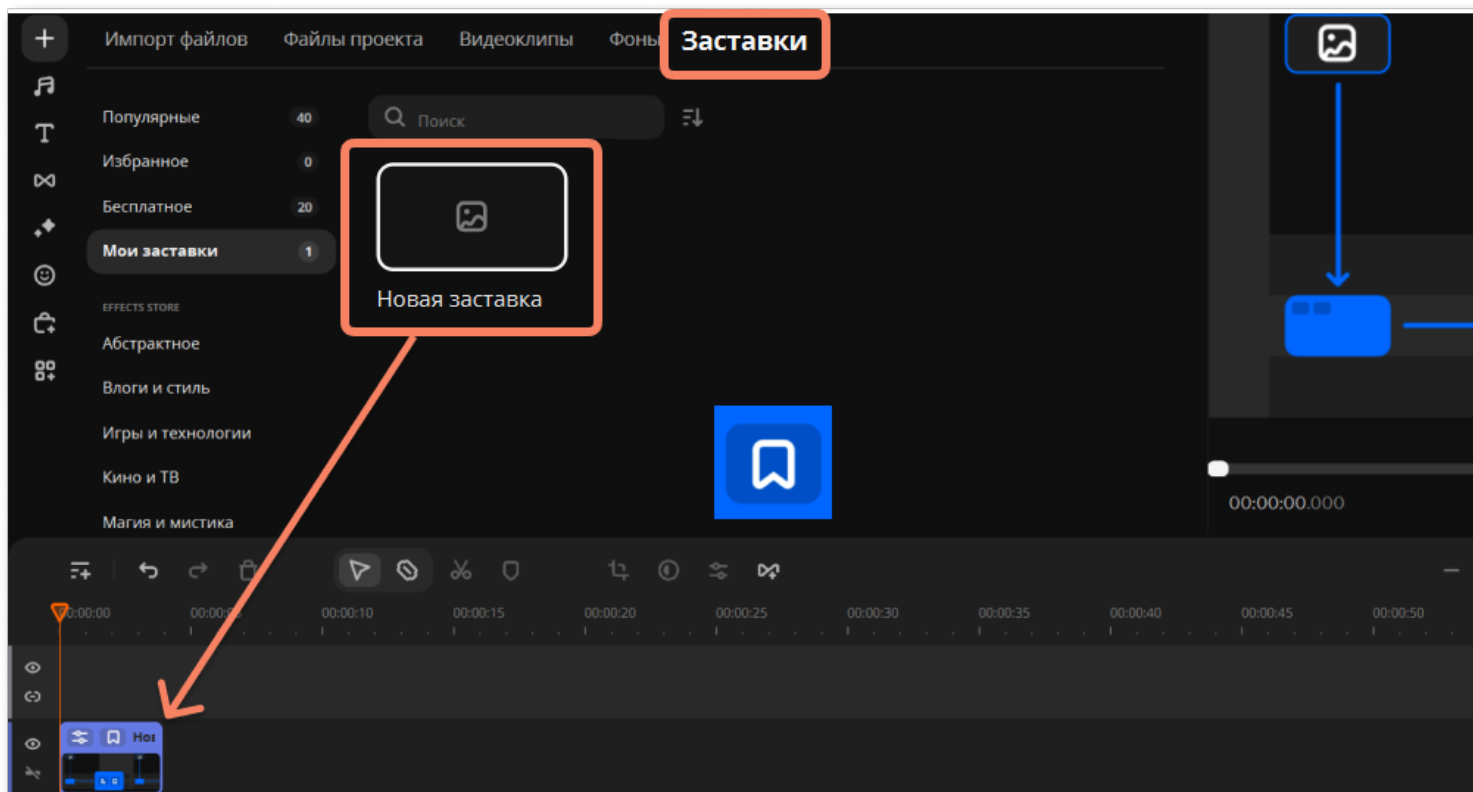 Импорт файлов Файлы проекта Видеоклипы Фоны Заставки
Популярные 40
Поиск
Избранное 0
Бесплатное 20
Мои заставки 1
Новая заставка
EFFECTS STORE
Абстрактное
Влоги и стиль
Игры и технологии
Кино и ТВ
Магия и мистика
00:00:00.000
00:00:10 00:00:15 00:00:20 00:00:25 00:00:30 00:00:35 00:00:40 00:00:45 00:00:50